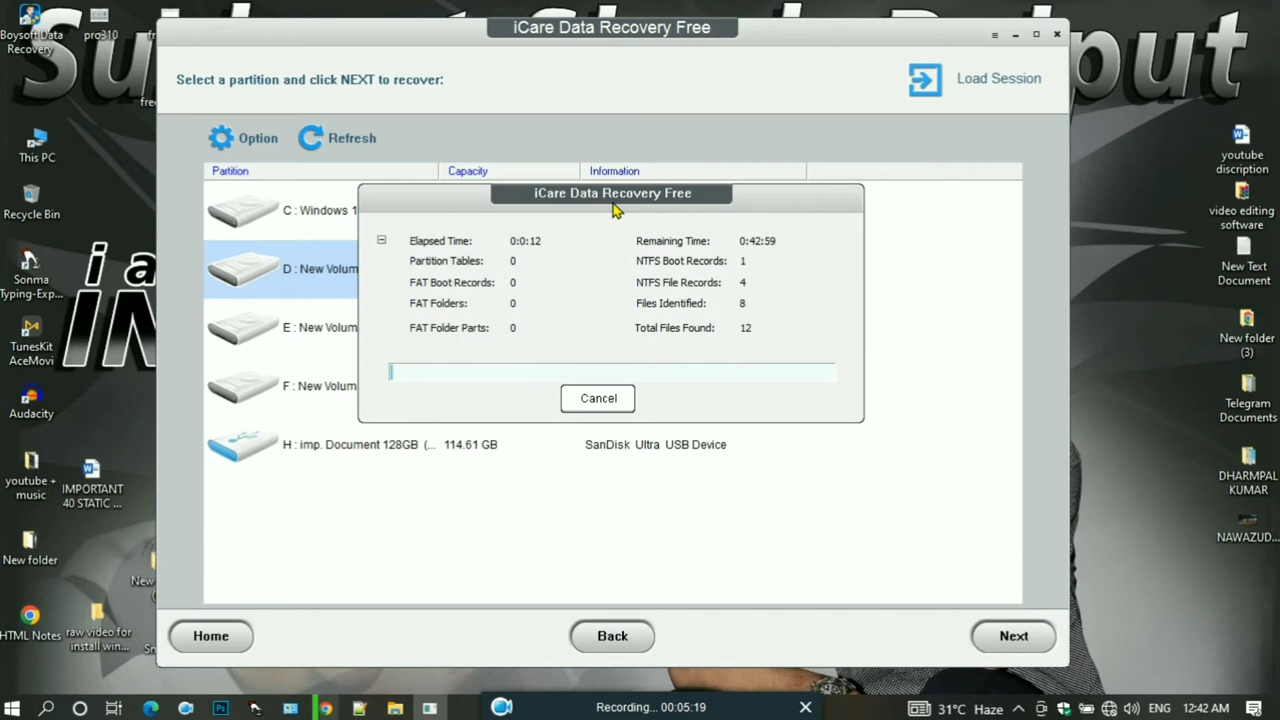 iCare Data Recovery Free
Select a partition and click NEXT to recover:
Load Session
Option
Refresh
Partition
Capacity
Information
C : Windows 1
D : New Volum
E : New Volum
F : New Volum
H : imp. Document 128GB (... 114.61 GB SanDisk Ultra USB Device
iCare Data Recovery Free
Elapsed Time: 0:0:12 Remaining Time: 0:42:59
Partition Tables: 0 NTFS Boot Records: 1
FAT Boot Records: 0 NTFS File Records: 4
FAT Folders: 0 Files Identified: 8
FAT Folder Parts: 0 Total Files Found: 12
Cancel
Home
Back
Next
Boysoft Data
Recovery
pro310
This PC
Recycle Bin
Sonma
Typing-Exp...
TunesKit
AceMovi
Audacity
youtube +
music
IMPORTANT
40 STATIC ...
New folder
New
HTML Notes
raw video for
install win...
i a
youtube
discription
video editing
software
New Text
Document
New folder
(3)
Telegram
Documents
DHARMPAL
KUMAR
NAWAZUD...
put
Recording... 00:05:19
31°C Haze
ENG
12:42 AM